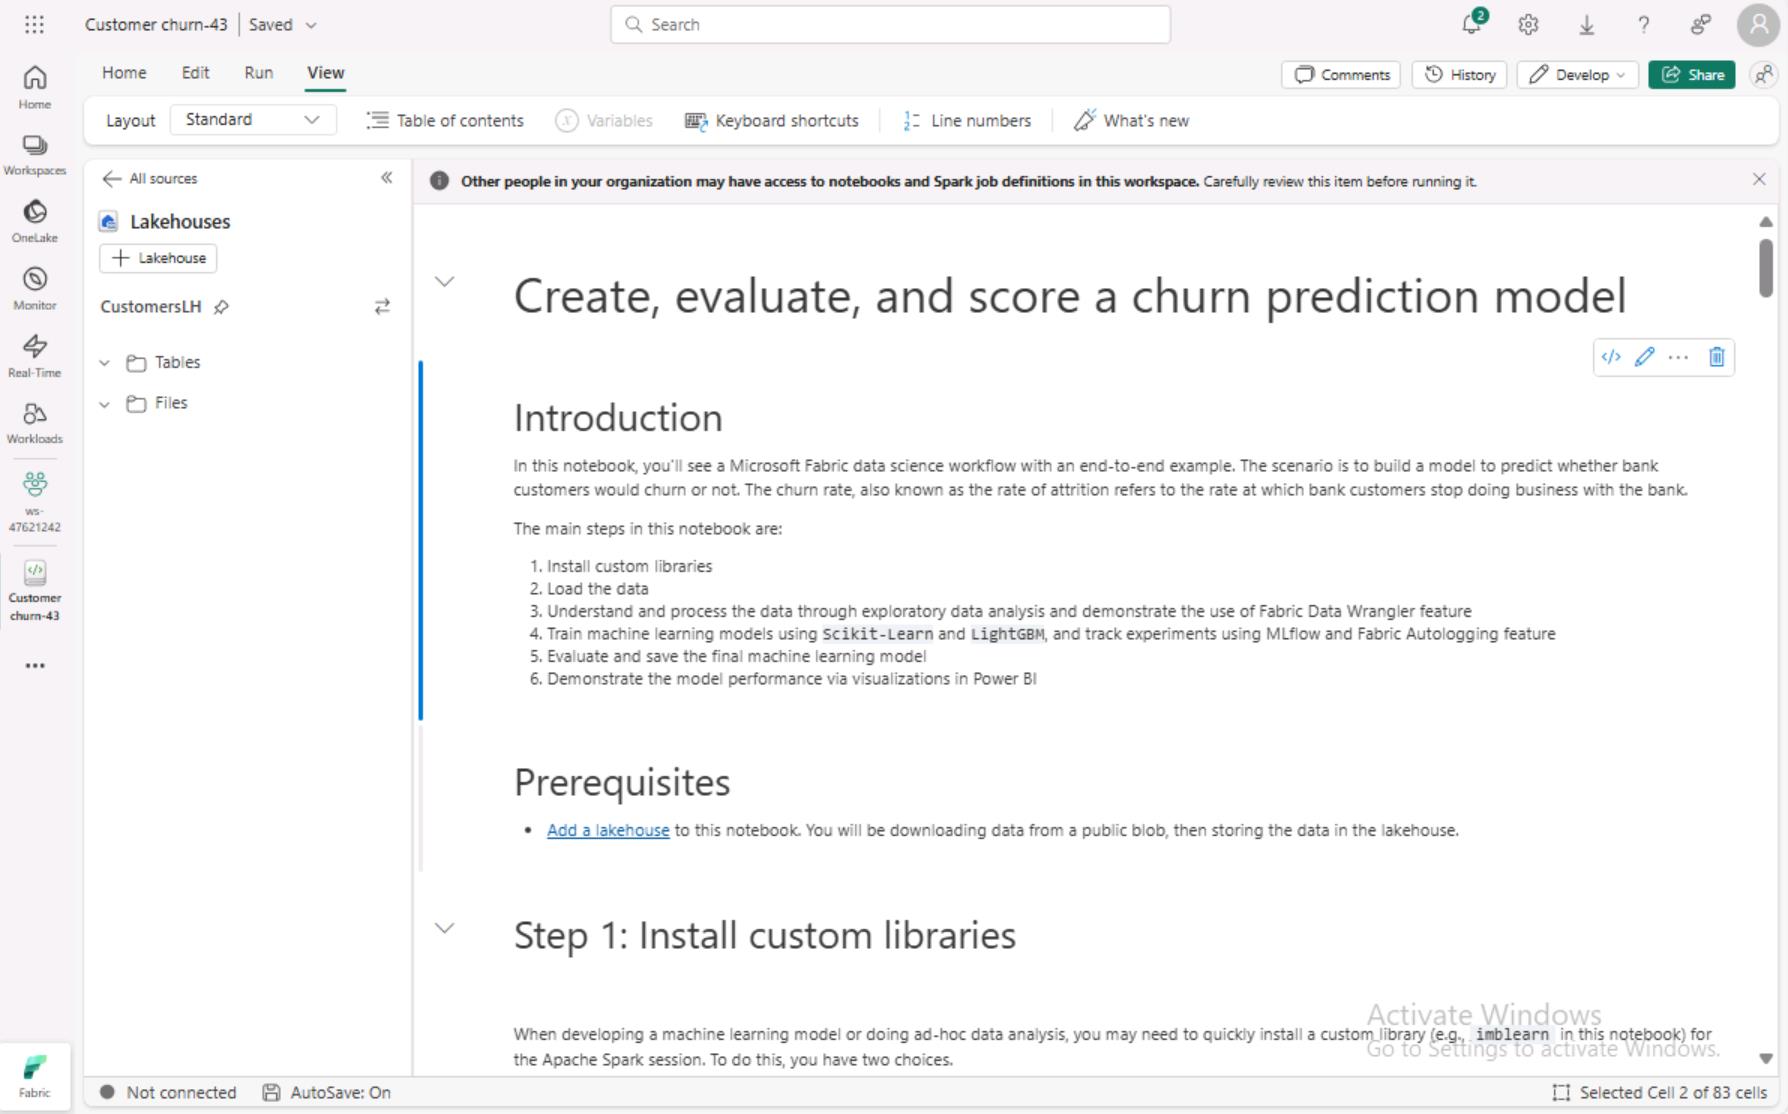 Customer churn-43 | Saved
Search
2
Home Edit Run View
Comments History Develop Share
Layout Standard Table of contents Variables Keyboard shortcuts Line numbers What's new
Home
Workspaces
OneLake
Monitor
Real-Time
Workloads
ws-
47621242
Customer
churn-43
Fabric
All sources
Lakehouses
Lakehouse
CustomersLH
Tables
Files
Other people in your organization may have access to notebooks and Spark job definitions in this workspace. Carefully review this item before running it.
Create, evaluate, and score a churn prediction model
Introduction
In this notebook, you'll see a Microsoft Fabric data science workflow with an end-to-end example. The scenario is to build a model to predict whether bank
customers would churn or not. The churn rate, also known as the rate of attrition refers to the rate at which bank customers stop doing business with the bank.
The main steps in this notebook are:
1. Install custom libraries
2. Load the data
3. Understand and process the data through exploratory data analysis and demonstrate the use of Fabric Data Wrangler feature
4. Train machine learning models using Scikit-Learn and LightGBM, and track experiments using MLflow and Fabric Autologging feature
5. Evaluate and save the final machine learning model
6. Demonstrate the model performance via visualizations in Power BI
Prerequisites
• Add a lakehouse to this notebook. You will be downloading data from a public blob, then storing the data in the lakehouse.
Step 1: Install custom libraries
When developing a machine learning model or doing ad-hoc data analysis, you may need to quickly install a custom library (e.g., imblearn in this notebook) for
the Apache Spark session. To do this, you have two choices.
Activate Windows
Go to Settings to activate Windows.
Not connected AutoSave: On Selected Cell 2 of 83 cells